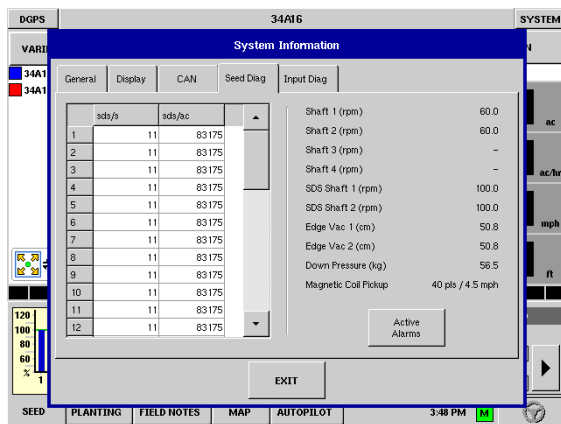 DGPS 34A16 SYSTEM
VARI
System Information
N
34A1
34A1
General Display CAN Seed Diag Input Diag
sds/s sds/ac
1 11 83175
2 11 83175
3 11 83175
4 11 83175
5 11 83175
6 11 83175
7 11 83175
8 11 83175
9 11 83175
10 11 83175
11 11 83175
12 11 83175
Shaft 1 (rpm) 60.0
Shaft 2 (rpm) 60.0
Shaft 3 (rpm) –
Shaft 4 (rpm) –
SDS Shaft 1 (rpm) 100.0
SDS Shaft 2 (rpm) 100.0
Edge Vac 1 (cm) 50.8
Edge Vac 2 (cm) 50.8
Down Pressure (kg) 56.5
Magnetic Coil Pickup 40 pls / 4.5 mph
Active
Alarms
ac
ac/hr
mph
ft
120
100
80
60
%
1
EXIT
SEED PLANTING FIELD NOTES MAP AUTOPILOT 3:48 PM M